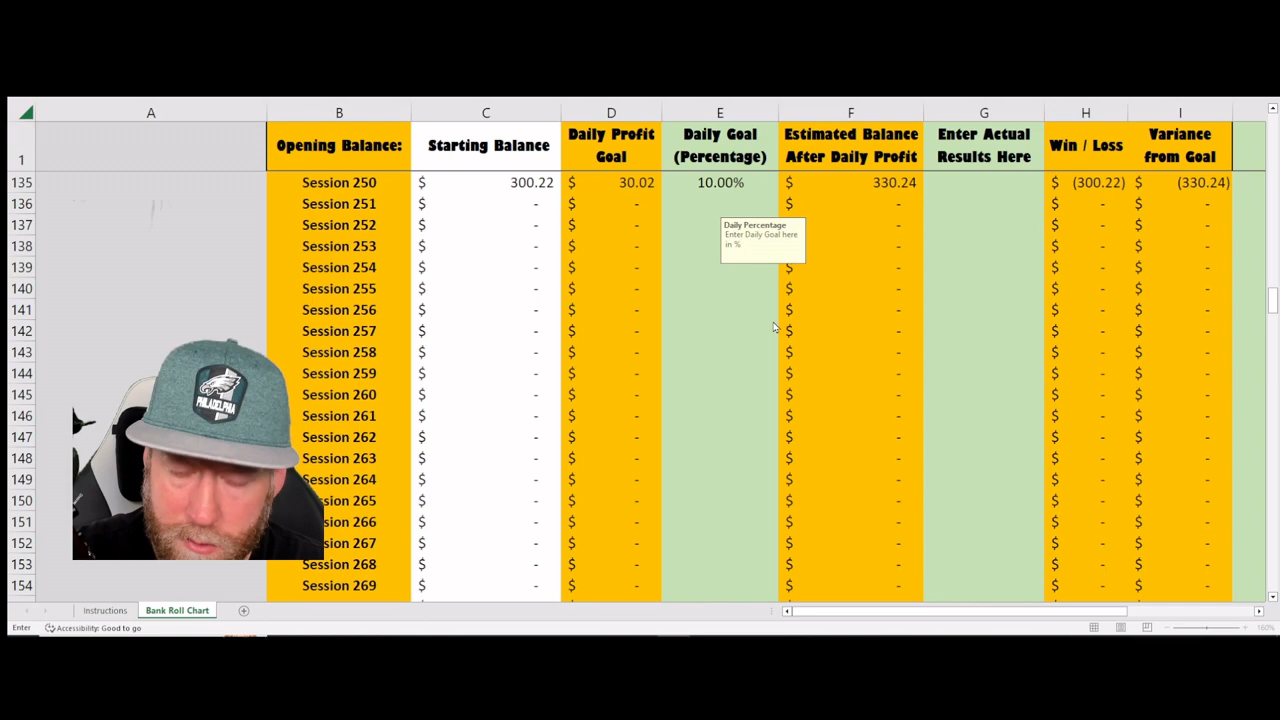 A B C D E F G H I
1 Opening Balance: Starting Balance Daily Profit Goal Daily Goal (Percentage) Estimated Balance After Daily Profit Enter Actual Results Here Win / Loss Variance from Goal
135 Session 250 $ 300.22 $ 30.02 10.00% $ 330.24 $ (300.22) $ (330.24)
136 Session 251 $ - $ - $ - $ - $ -
137 Session 252 $ - $ - $ - $ - $ -
Daily Percentage
Enter Daily Goal here
in %
138 Session 253 $ - $ - $ - $ - $ -
139 Session 254 $ - $ - $ - $ - $ -
140 Session 255 $ - $ - $ - $ - $ -
141 Session 256 $ - $ - $ - $ - $ -
142 Session 257 $ - $ - $ - $ - $ -
143 Session 258 $ - $ - $ - $ - $ -
144 Session 259 $ - $ - $ - $ - $ -
145 Session 260 $ - $ - $ - $ - $ -
146 Session 261 $ - $ - $ - $ - $ -
147 Session 262 $ - $ - $ - $ - $ -
148 Session 263 $ - $ - $ - $ - $ -
149 Session 264 $ - $ - $ - $ - $ -
150 265 $ - $ - $ - $ - $ -
151 266 $ - $ - $ - $ - $ -
152 267 $ - $ - $ - $ - $ -
153 Session 268 $ - $ - $ - $ - $ -
154 Session 269 $ - $ - $ - $ - $ -
PHILADELPHIA
Instructions Bank Roll Chart
Enter Accessibility: Good to go 160%